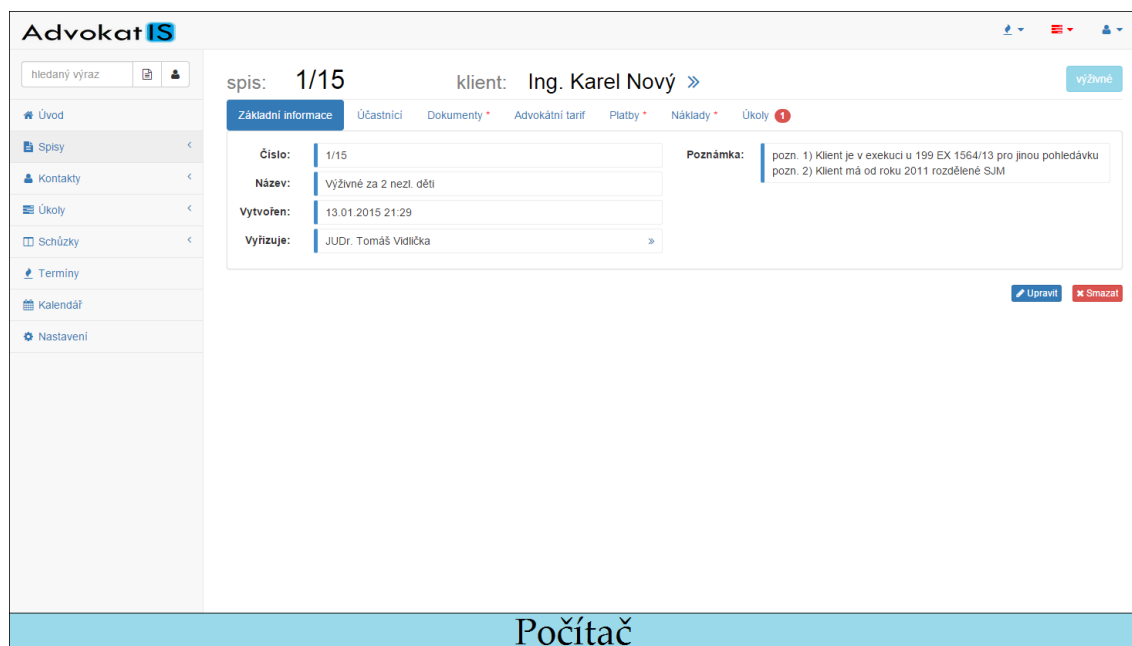 AdvokatIS
hledaný výraz
Úvod
Spisy
Kontakty
Úkoly
Schůzky
Termíny
Kalendář
Nastavení
spis: 1/15 klient: Ing. Karel Nový »
výživné
Základní informace Účastníci Dokumenty * Advokátní tarif Platby * Náklady * Úkoly 1
Číslo: 1/15
Název: Výživné za 2 nezl. děti
Vytvořen: 13.01.2015 21:29
Vyřizuje: JUDr. Tomáš Vidlička »
Poznámka: pozn. 1) Klient je v exekuci u 199 EX 1564/13 pro jinou pohledávku
pozn. 2) Klient má od roku 2011 rozdělené SJM
Upravit Smazat
Počítač